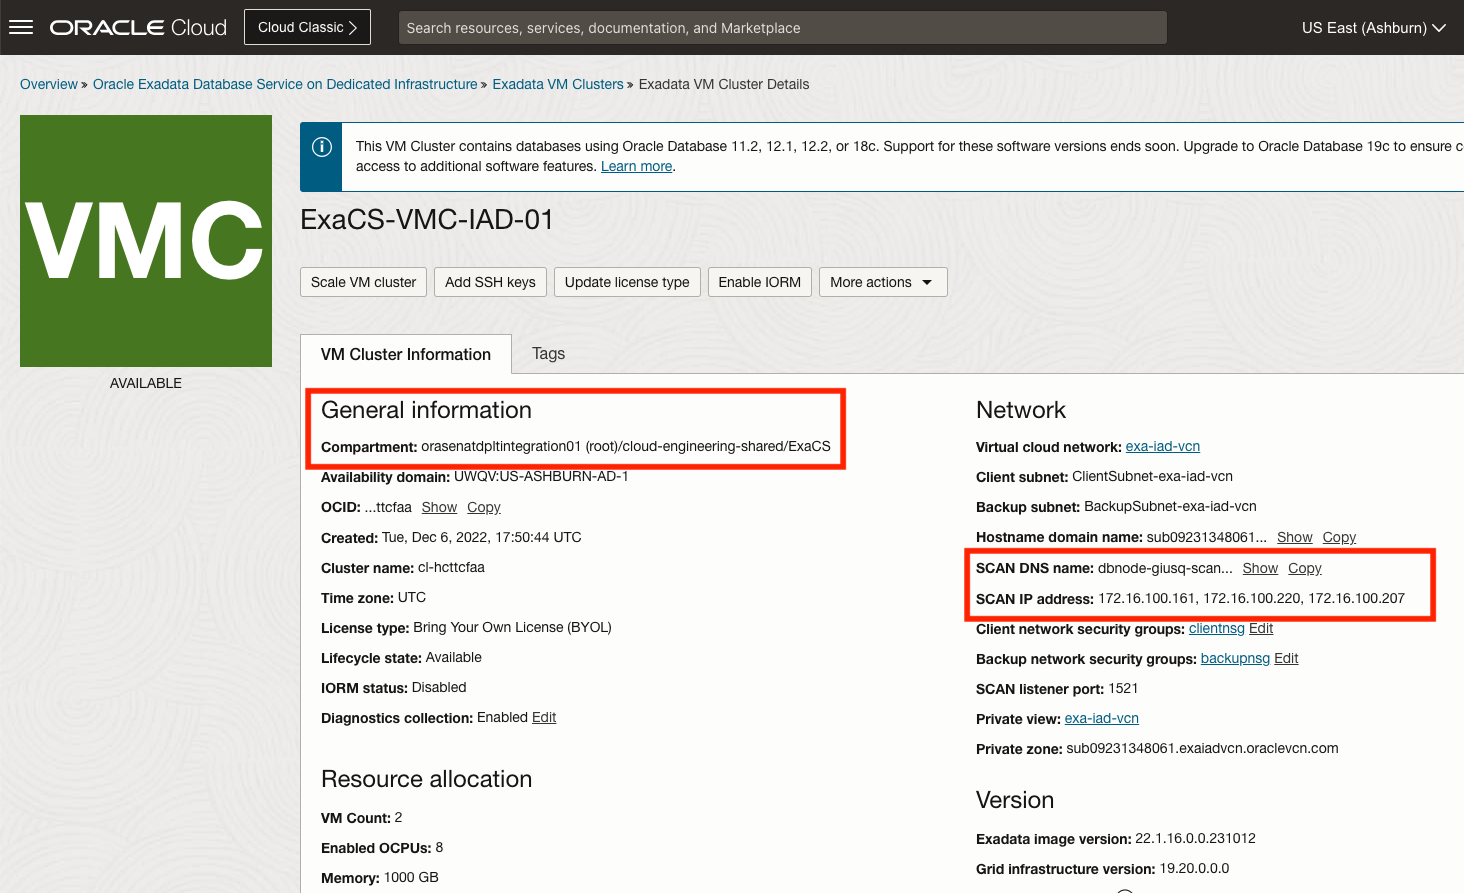 ORACLE Cloud
Cloud Classic
Search resources, services, documentation, and Marketplace
US East (Ashburn)
Overview » Oracle Exadata Database Service on Dedicated Infrastructure » Exadata VM Clusters » Exadata VM Cluster Details
VMC
AVAILABLE
This VM Cluster contains databases using Oracle Database 11.2, 12.1, 12.2, or 18c. Support for these software versions ends soon. Upgrade to Oracle Database 19c to ensure c
access to additional software features. Learn more.
ExaCS-VMC-IAD-01
Scale VM cluster
Add SSH keys
Update license type
Enable IORM
More actions
VM Cluster Information
Tags
General information
Compartment: orasenatdpltintegration01 (root)/cloud-engineering-shared/ExaCS
Availability domain: UWQV:US-ASHBURN-AD-1
OCID: ...ttcfaa Show Copy
Created: Tue, Dec 6, 2022, 17:50:44 UTC
Cluster name: cl-hcttcfaa
Time zone: UTC
License type: Bring Your Own License (BYOL)
Lifecycle state: Available
IORM status: Disabled
Diagnostics collection: Enabled Edit
Resource allocation
VM Count: 2
Enabled OCPUs: 8
Memory: 1000 GB
Network
Virtual cloud network: exa-iad-vcn
Client subnet: ClientSubnet-exa-iad-vcn
Backup subnet: BackupSubnet-exa-iad-vcn
Hostname domain name: sub09231348061... Show Copy
SCAN DNS name: dbnode-giusq-scan... Show Copy
SCAN IP address: 172.16.100.161, 172.16.100.220, 172.16.100.207
Client network security groups: clientnsg Edit
Backup network security groups: backupnsg Edit
SCAN listener port: 1521
Private view: exa-iad-vcn
Private zone: sub09231348061.exaiadvcn.oraclevcn.com
Version
Exadata image version: 22.1.16.0.0.231012
Grid infrastructure version: 19.20.0.0.0